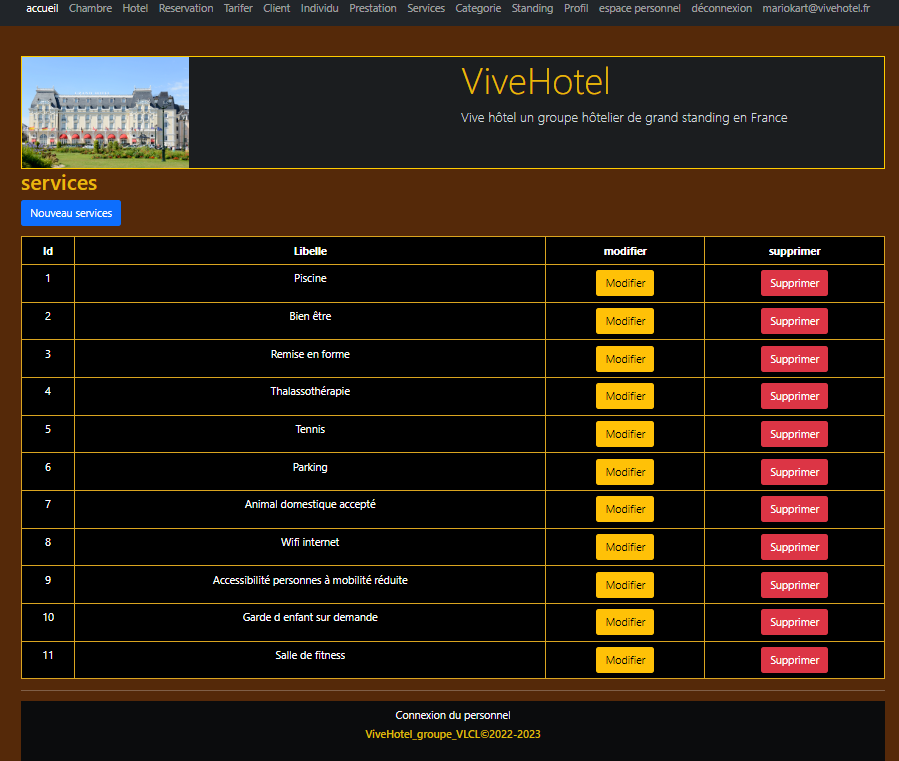 accueil Chambre Hotel Reservation Tarifer Client Individu Prestation Services Categorie Standing Profil espace personnel déconnexion mariokart@vivehotel.fr
ViveHotel
Vive hôtel un groupe hôtelier de grand standing en France
services
Nouveau services
Id Libelle modifier supprimer
1 Piscine Modifier Supprimer
2 Bien être Modifier Supprimer
3 Remise en forme Modifier Supprimer
4 Thalassothérapie Modifier Supprimer
5 Tennis Modifier Supprimer
6 Parking Modifier Supprimer
7 Animal domestique accepté Modifier Supprimer
8 Wifi internet Modifier Supprimer
9 Accessibilité personnes à mobilité réduite Modifier Supprimer
10 Garde d enfant sur demande Modifier Supprimer
11 Salle de fitness Modifier Supprimer
Connexion du personnel
ViveHotel_groupe_VLCL©2022-2023